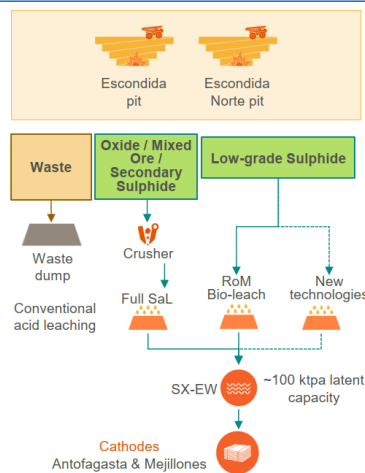 Escondida
pit
Escondida
Norte pit
Waste
Oxide / Mixed
Ore /
Secondary
Sulphide
Low-grade Sulphide
Waste
dump
Crusher
Conventional
acid leaching
Full SaL
RoM
Bio-leach
New
technologies
SX-EW
~100 ktpa latent
capacity
Cathodes
Antofagasta & Mejillones